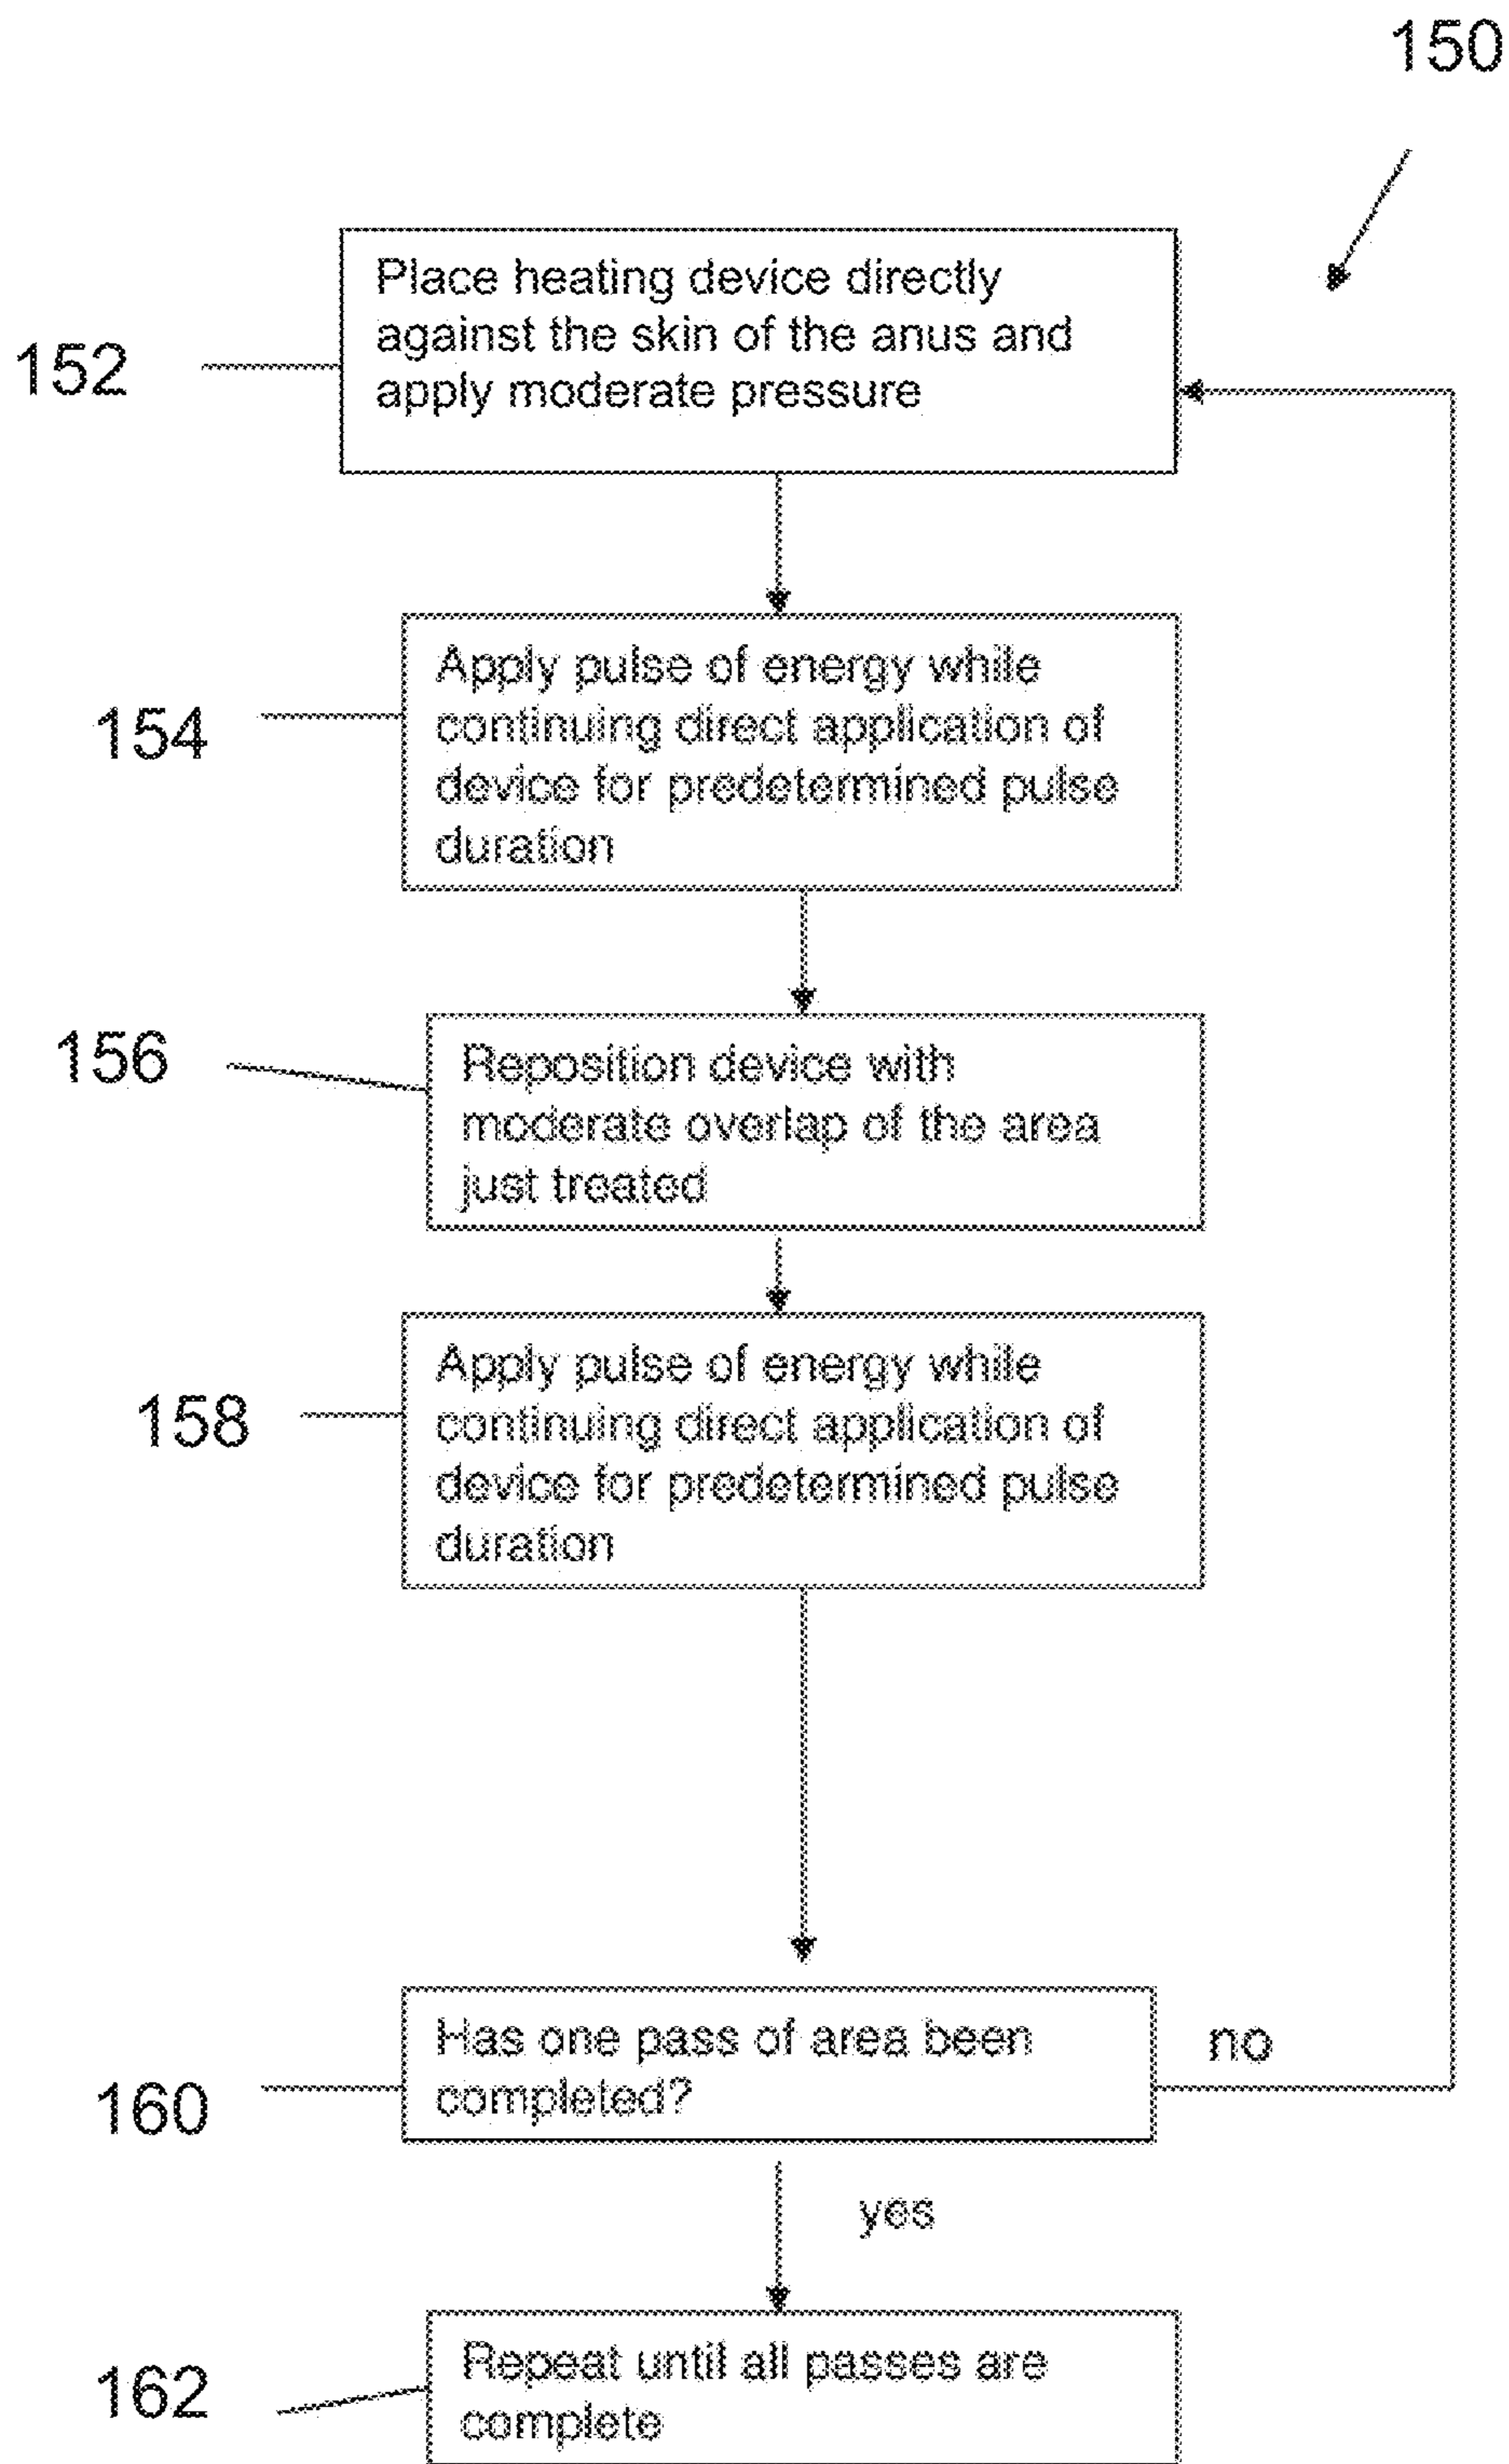 150
152
Place heating device directly
against the skin of the anus and
apply moderate pressure
154
Apply pulse of energy while
continuing direct application of
device for predetermined pulse
duration
156
Reposition device with
moderate overlap of the area
just treated
158
Apply pulse of energy while
continuing direct application of
device for predetermined pulse
duration
160
Has one pass of area been
completed?
no
yes
162
Repeat until all passes are
complete